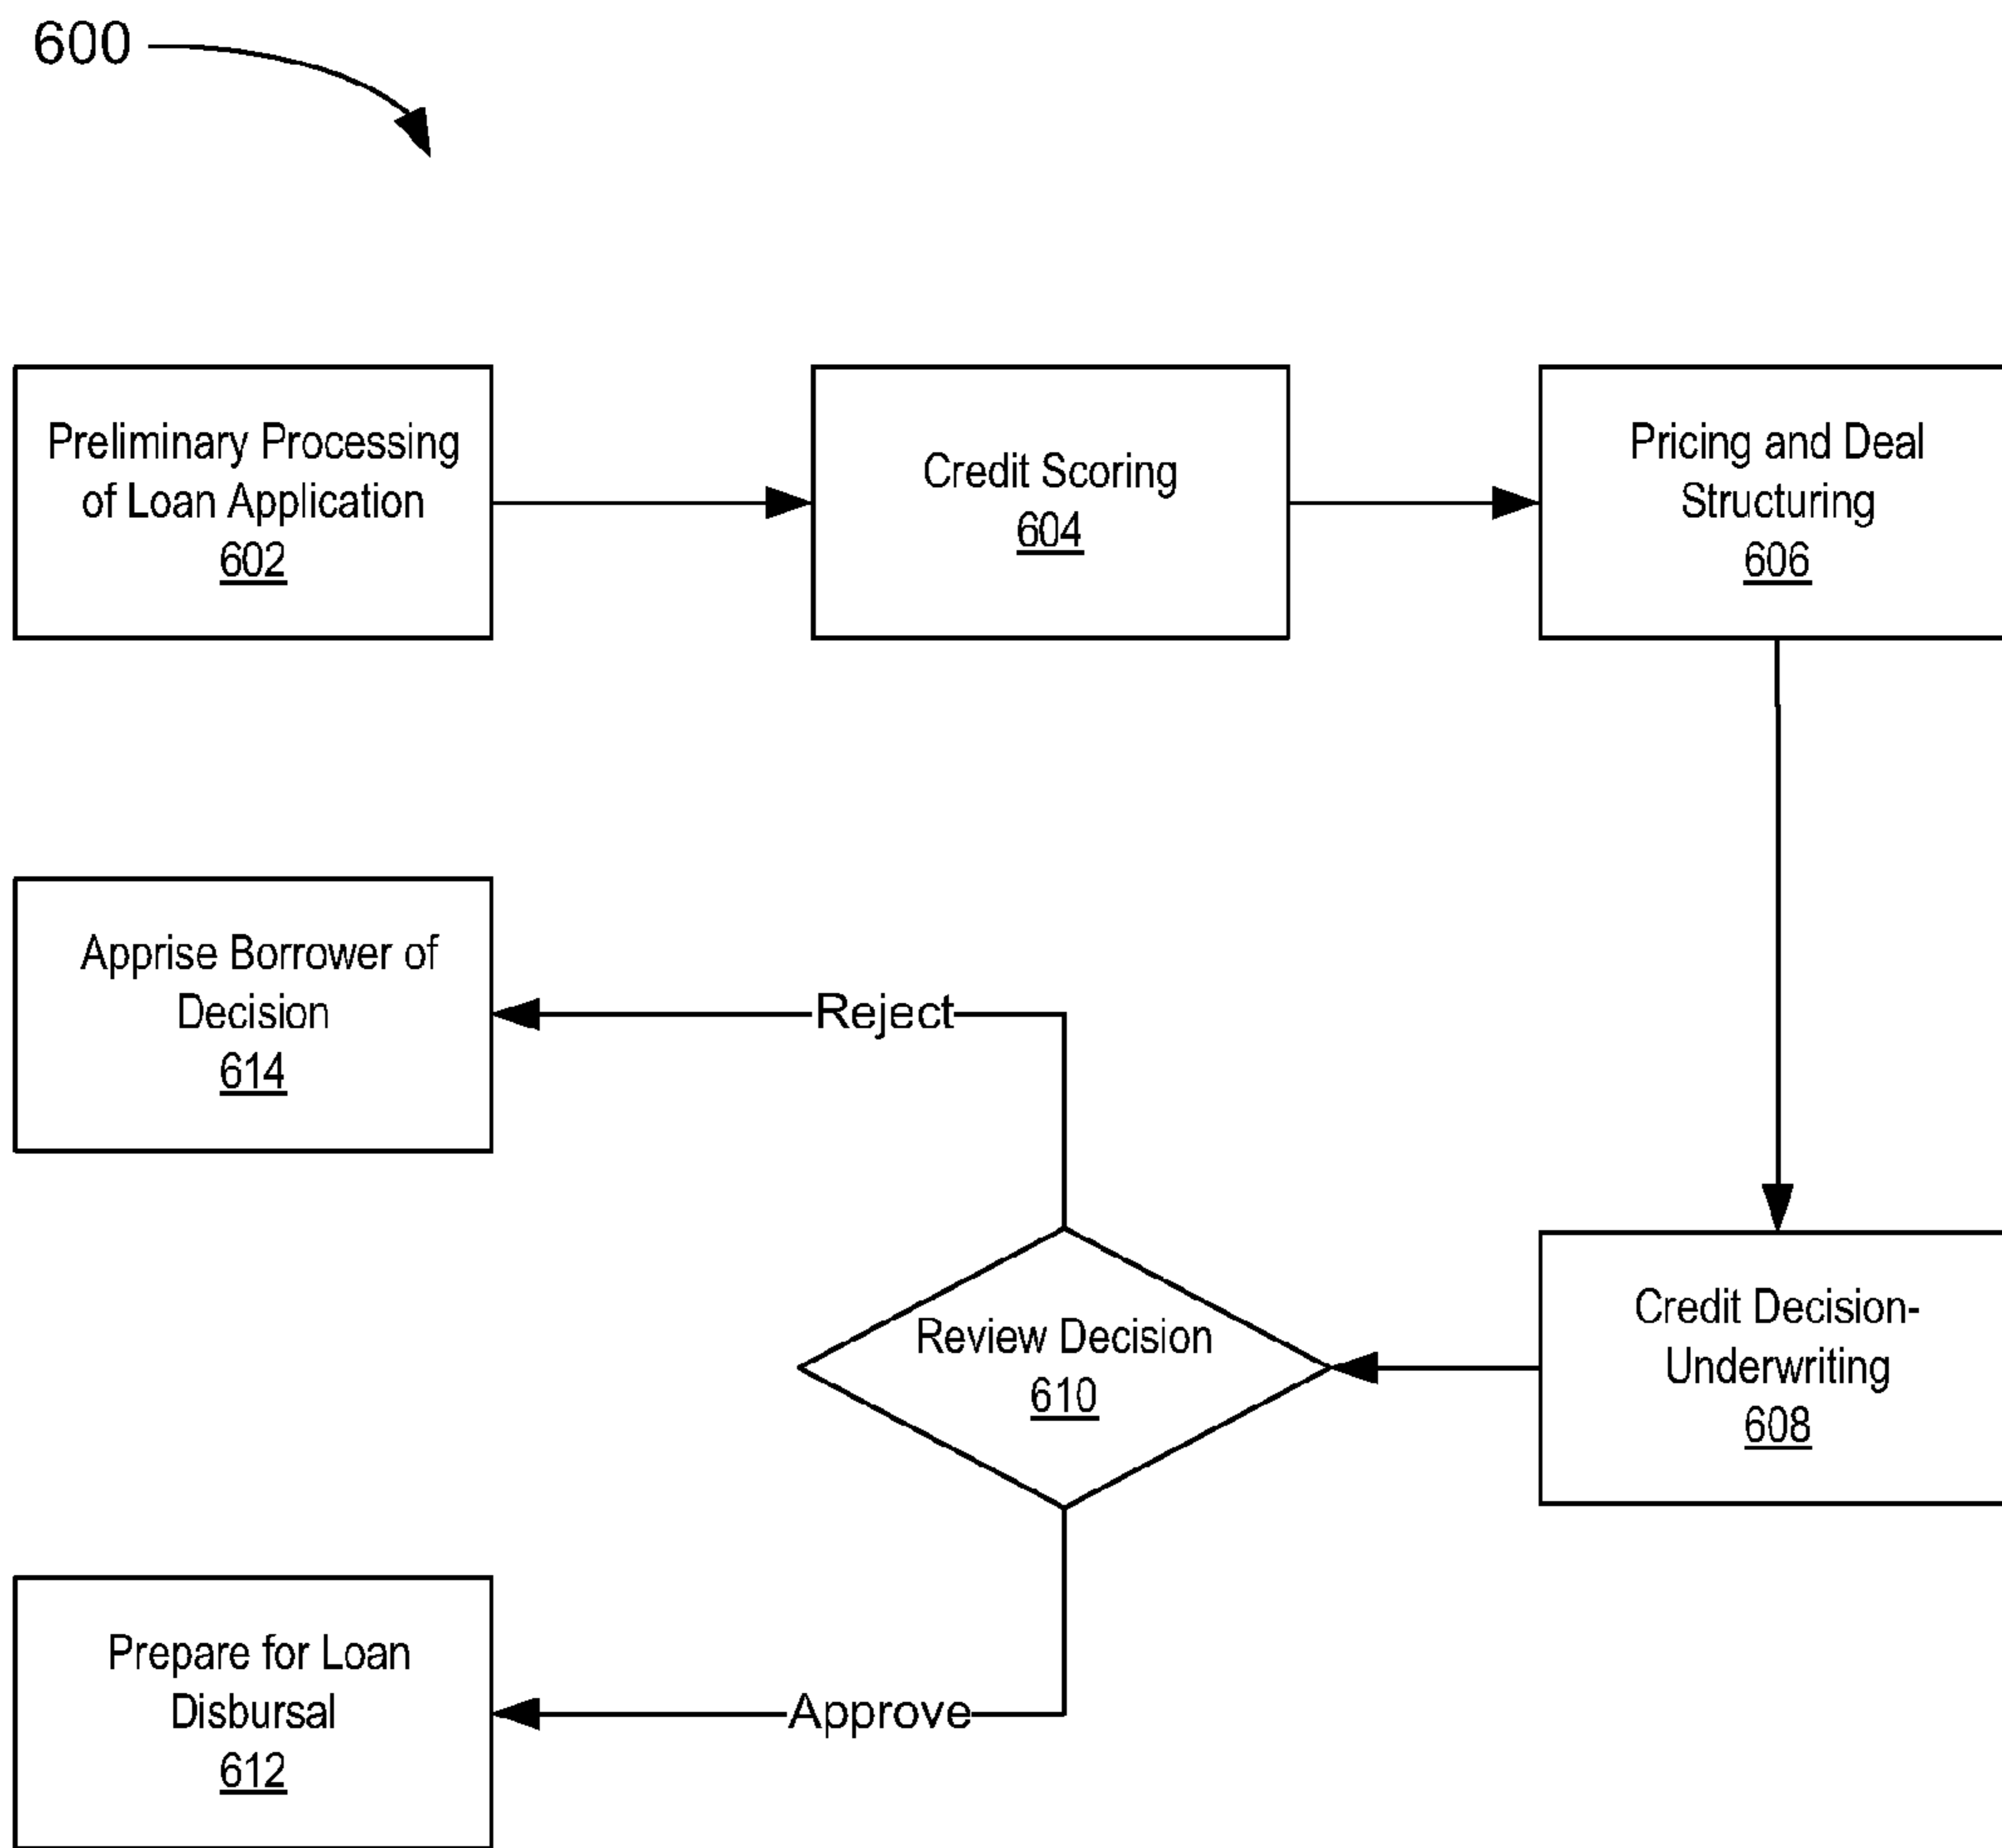 600
Preliminary Processing
of Loan Application
602
Credit Scoring
604
Pricing and Deal
Structuring
606
Apprise Borrower of
Decision
614
Reject
Review Decision
610
Credit Decision-
Underwriting
608
Prepare for Loan
Disbursal
612
Approve